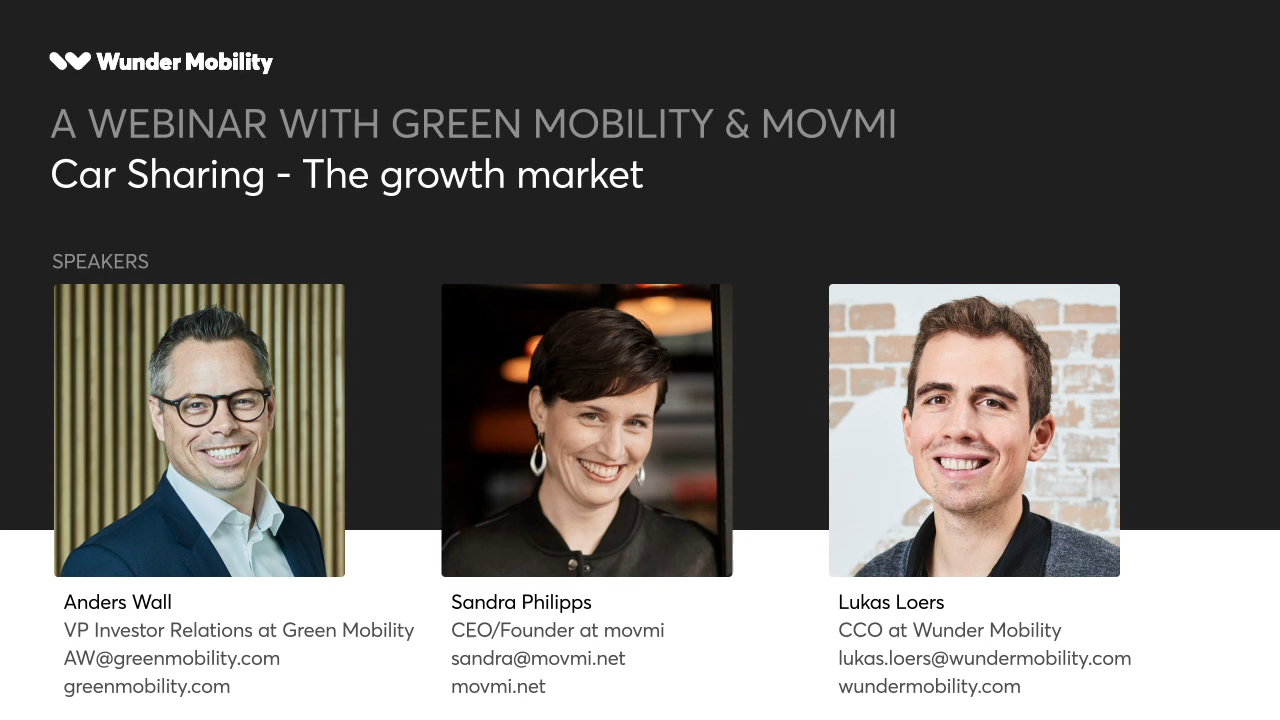 Wunder Mobility
A WEBINAR WITH GREEN MOBILITY & MOVMI
Car Sharing - The growth market
SPEAKERS
Anders Wall
VP Investor Relations at Green Mobility
AW@greenmobility.com
greenmobility.com
Sandra Philipps
CEO/Founder at movmi
sandra@movmi.net
movmi.net
Lukas Loers
CCO at Wunder Mobility
lukas.loers@wundermobility.com
wundermobility.com